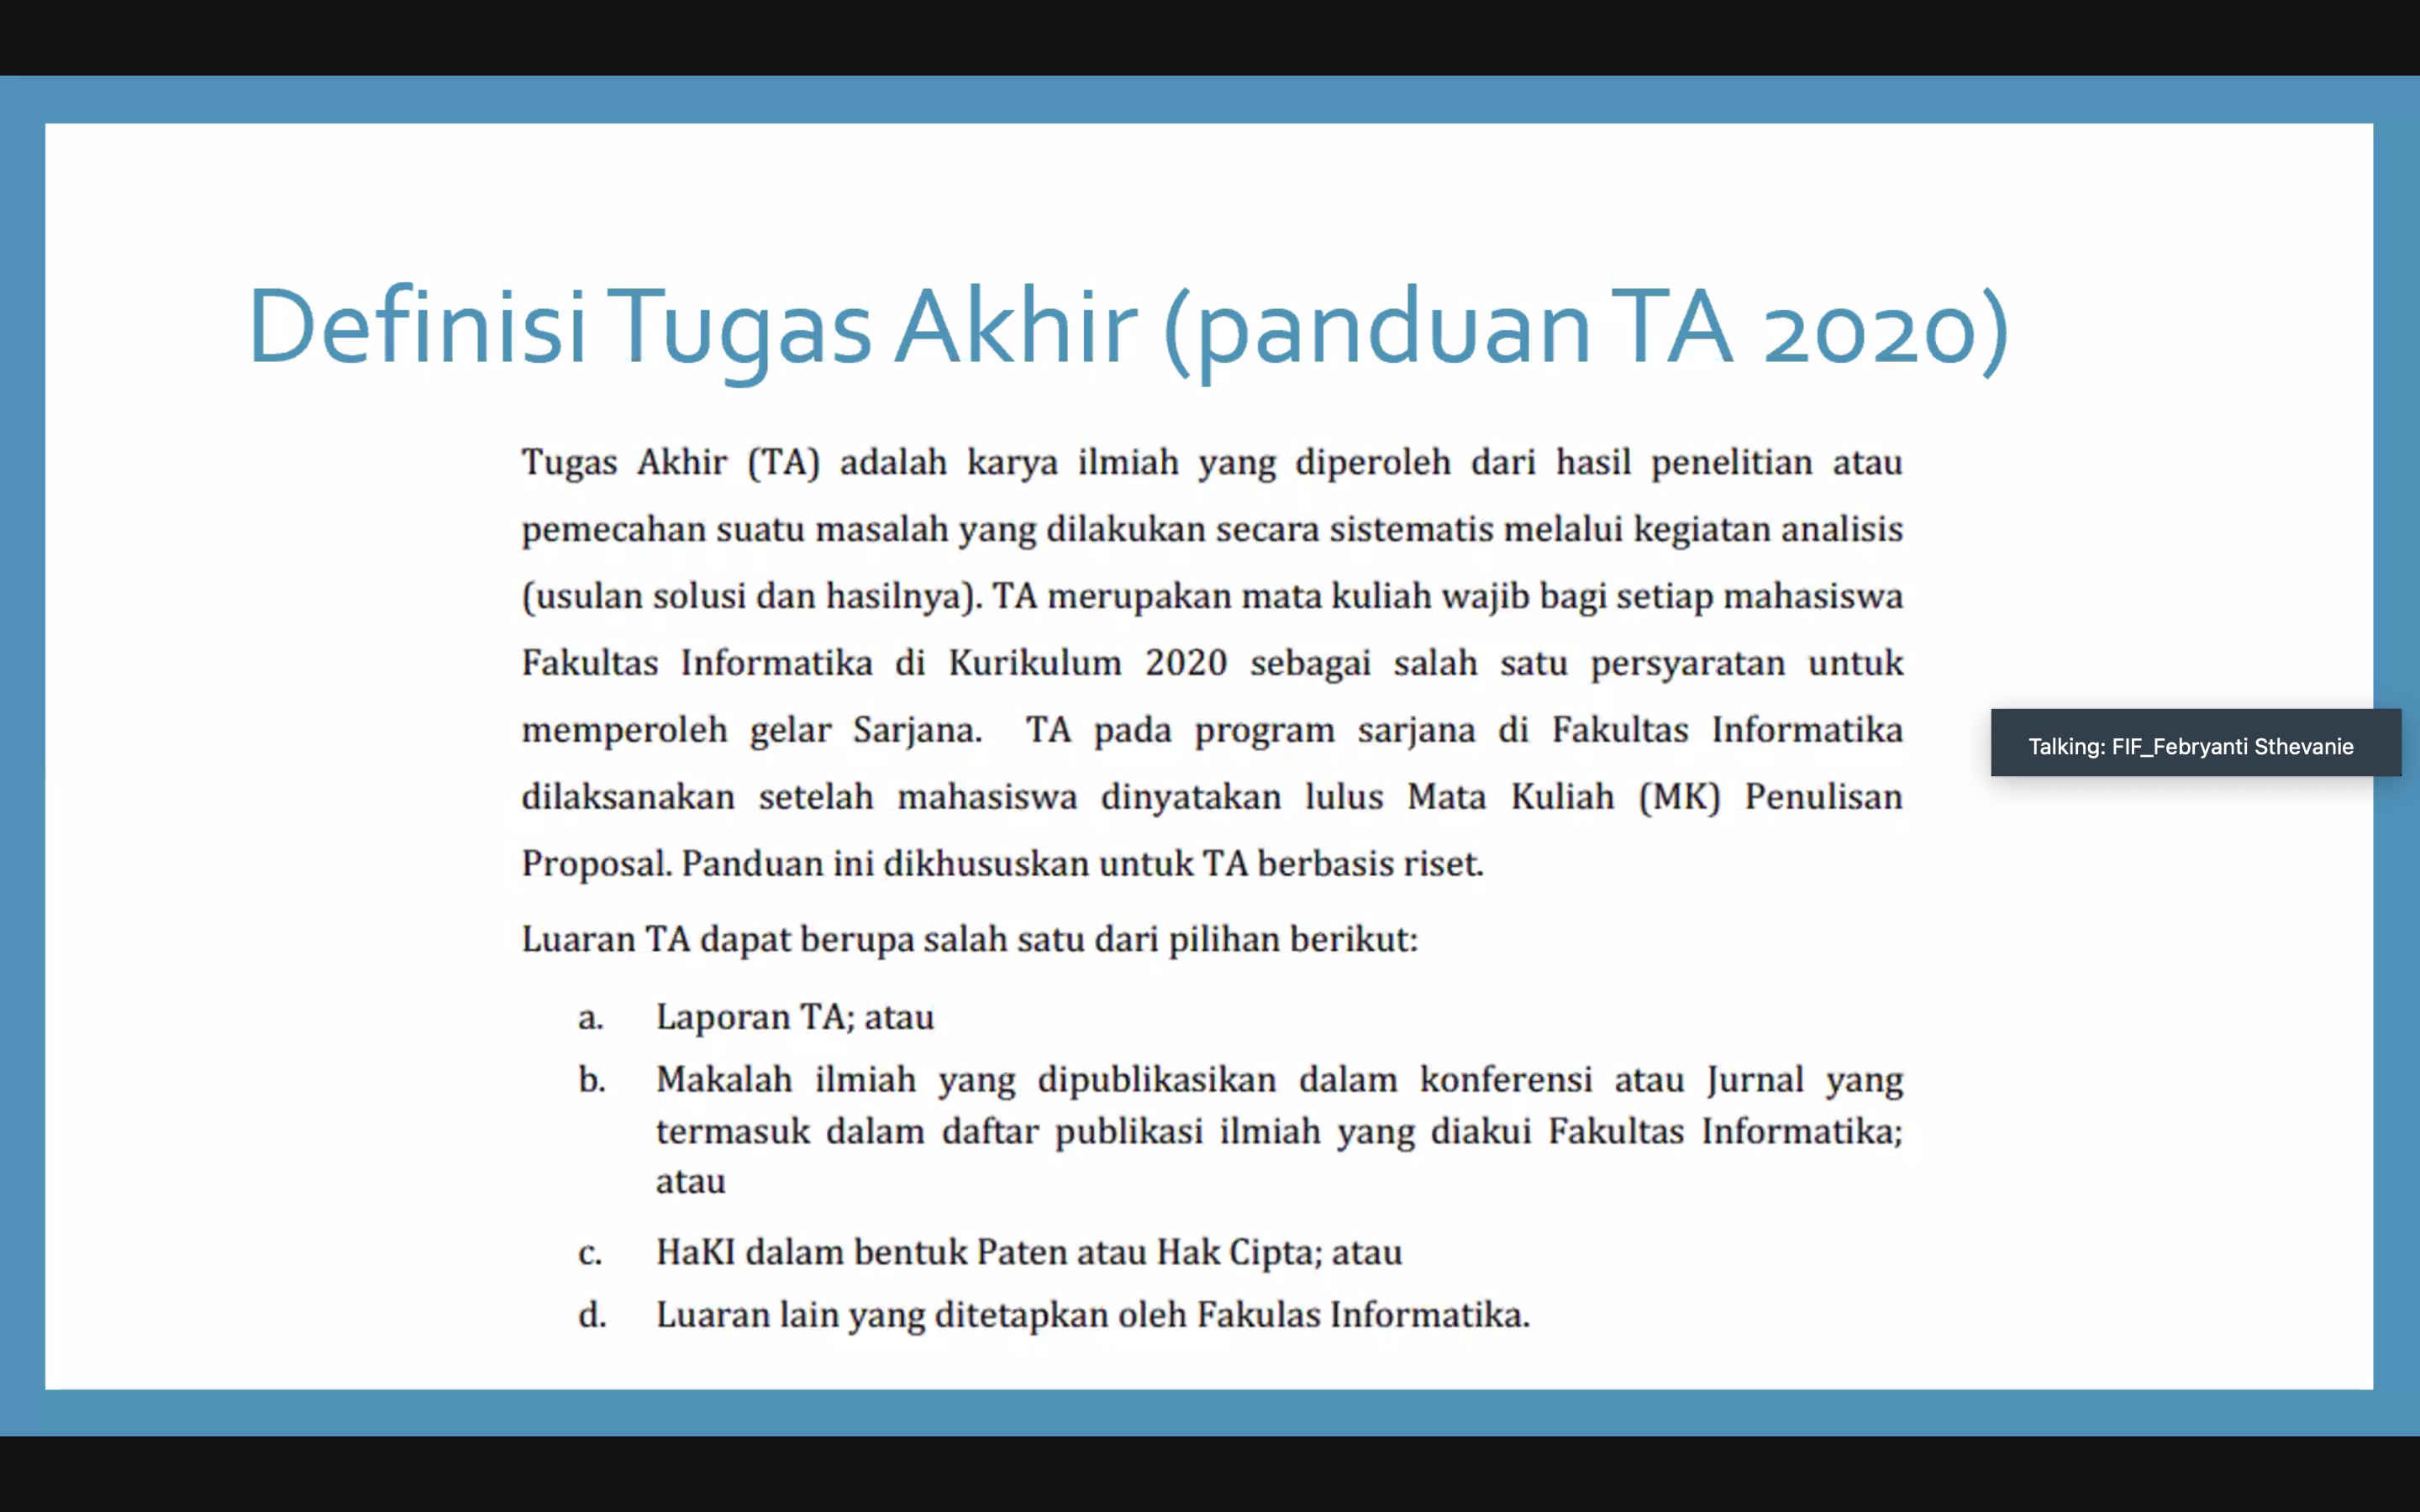 Definisi Tugas Akhir (panduan TA 2020)
Tugas Akhir (TA) adalah karya ilmiah yang diperoleh dari hasil penelitian atau
pemecahan suatu masalah yang dilakukan secara sistematis melalui kegiatan analisis
(usulan solusi dan hasilnya). TA merupakan mata kuliah wajib bagi setiap mahasiswa
Fakultas Informatika di Kurikulum 2020 sebagai salah satu persyaratan untuk
memperoleh gelar Sarjana. TA pada program sarjana di Fakultas Informatika
dilaksanakan setelah mahasiswa dinyatakan lulus Mata Kuliah (MK) Penulisan
Proposal. Panduan ini dikhususkan untuk TA berbasis riset.
Luaran TA dapat berupa salah satu dari pilihan berikut:
a. Laporan TA; atau
b. Makalah ilmiah yang dipublikasikan dalam konferensi atau Jurnal yang
termasuk dalam daftar publikasi ilmiah yang diakui Fakultas Informatika;
atau
c. HaKI dalam bentuk Paten atau Hak Cipta; atau
d. Luaran lain yang ditetapkan oleh Fakulas Informatika.
Talking: FIF_Febryanti Sthevanie